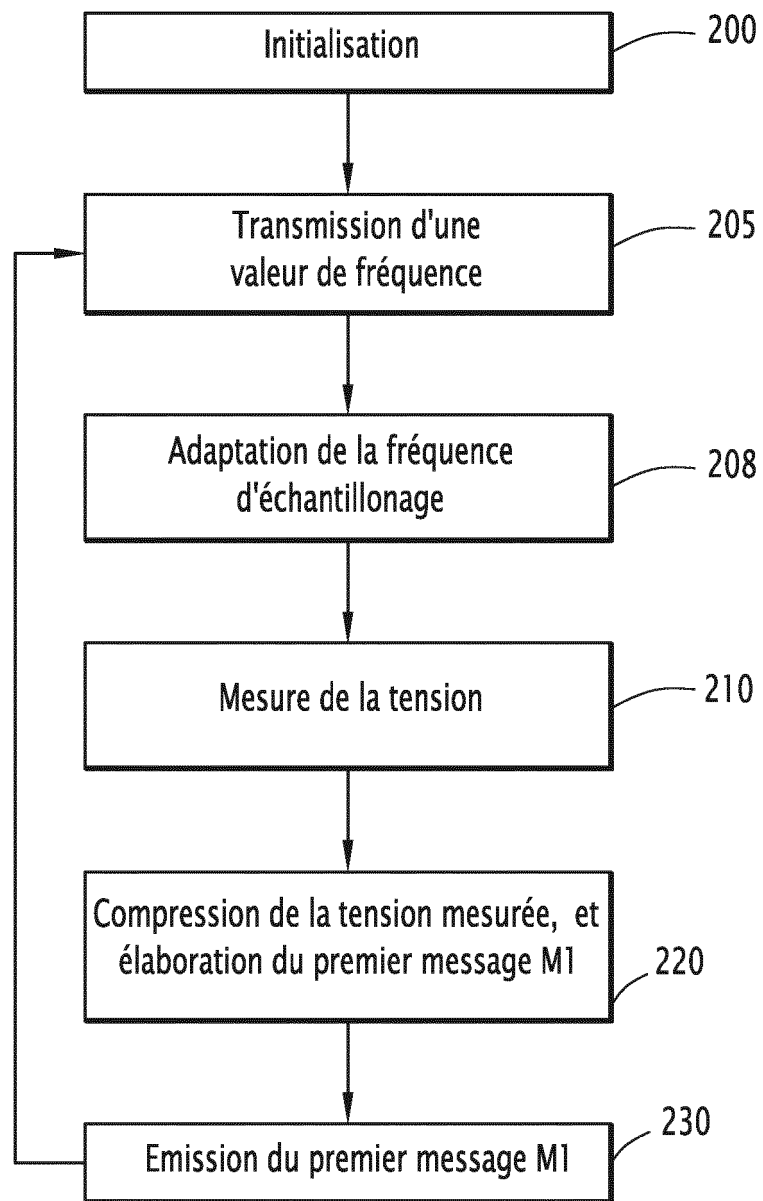 Initialisation
200
Transmission d'une
valeur de fréquence
205
Adaptation de la fréquence
d'échantillonage
208
Mesure de la tension
210
Compression de la tension mesurée, et
élaboration du premier message M1
220
Emission du premier message M1
230